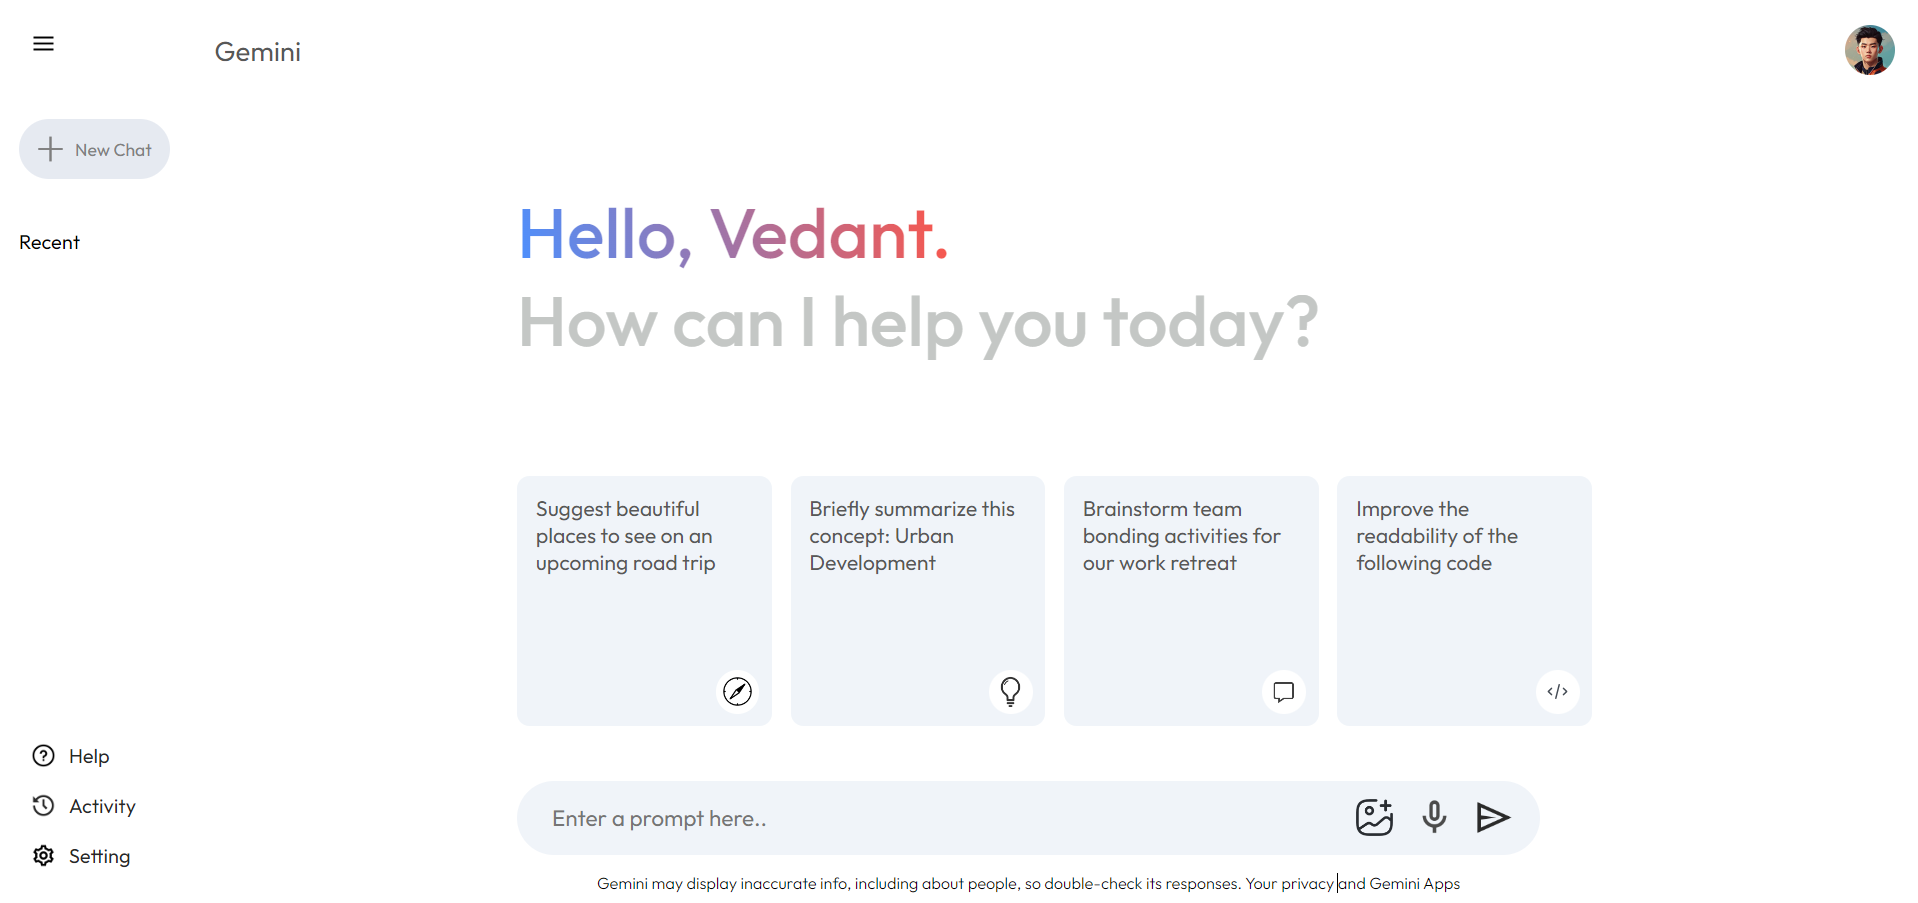 Gemini
New Chat
Recent
Hello, Vedant.
How can I help you today?
Suggest beautiful
places to see on an
upcoming road trip
Briefly summarize this
concept: Urban
Development
Brainstorm team
bonding activities for
our work retreat
Improve the
readability of the
following code
Help
Activity
Setting
Enter a prompt here..
Gemini may display inaccurate info, including about people, so double-check its responses. Your privacy and Gemini Apps